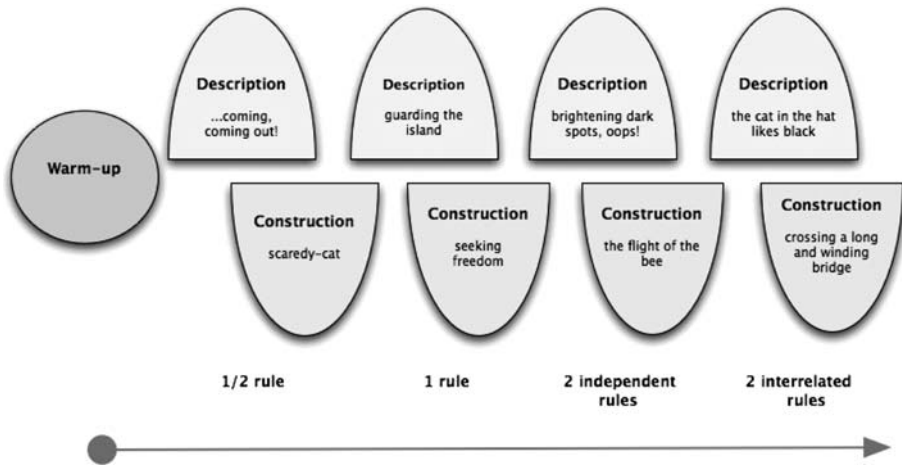 Warm-up
Description
...coming,
coming out!
Description
guarding the
island
Description
brightening dark
spots, oops!
Description
the cat in the hat
likes black
Construction
scaredy-cat
Construction
seeking
freedom
Construction
the flight of the
bee
Construction
crossing a long
and winding
bridge
1/2 rule
1 rule
2 independent
rules
2 interrelated
rules